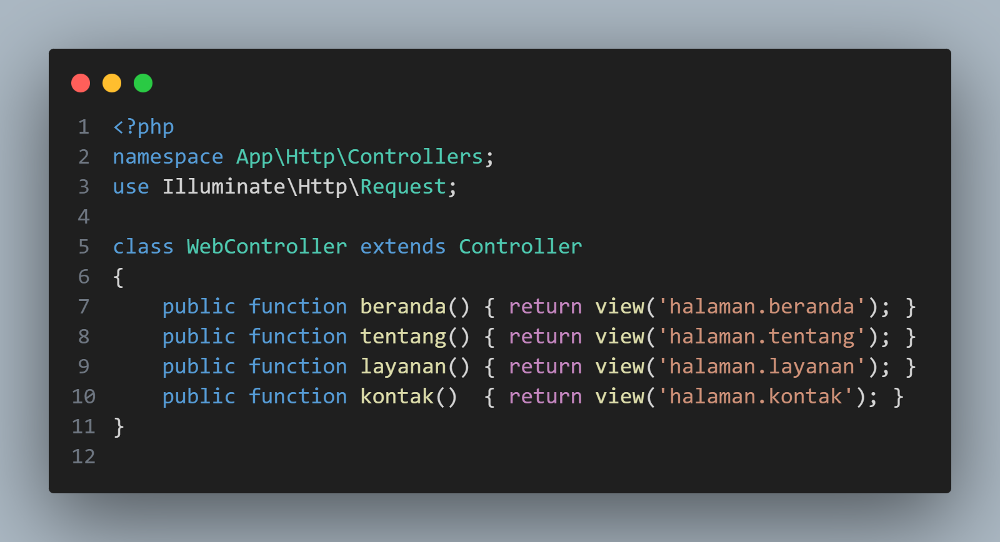 1 <?php
2 namespace App\Http\Controllers;
3 use Illuminate\Http\Request;
4
5 class WebController extends Controller
6 {
7     public function beranda() { return view('halaman.beranda'); }
8     public function tentang() { return view('halaman.tentang'); }
9     public function layanan() { return view('halaman.layanan'); }
10     public function kontak()  { return view('halaman.kontak'); }
11 }
12